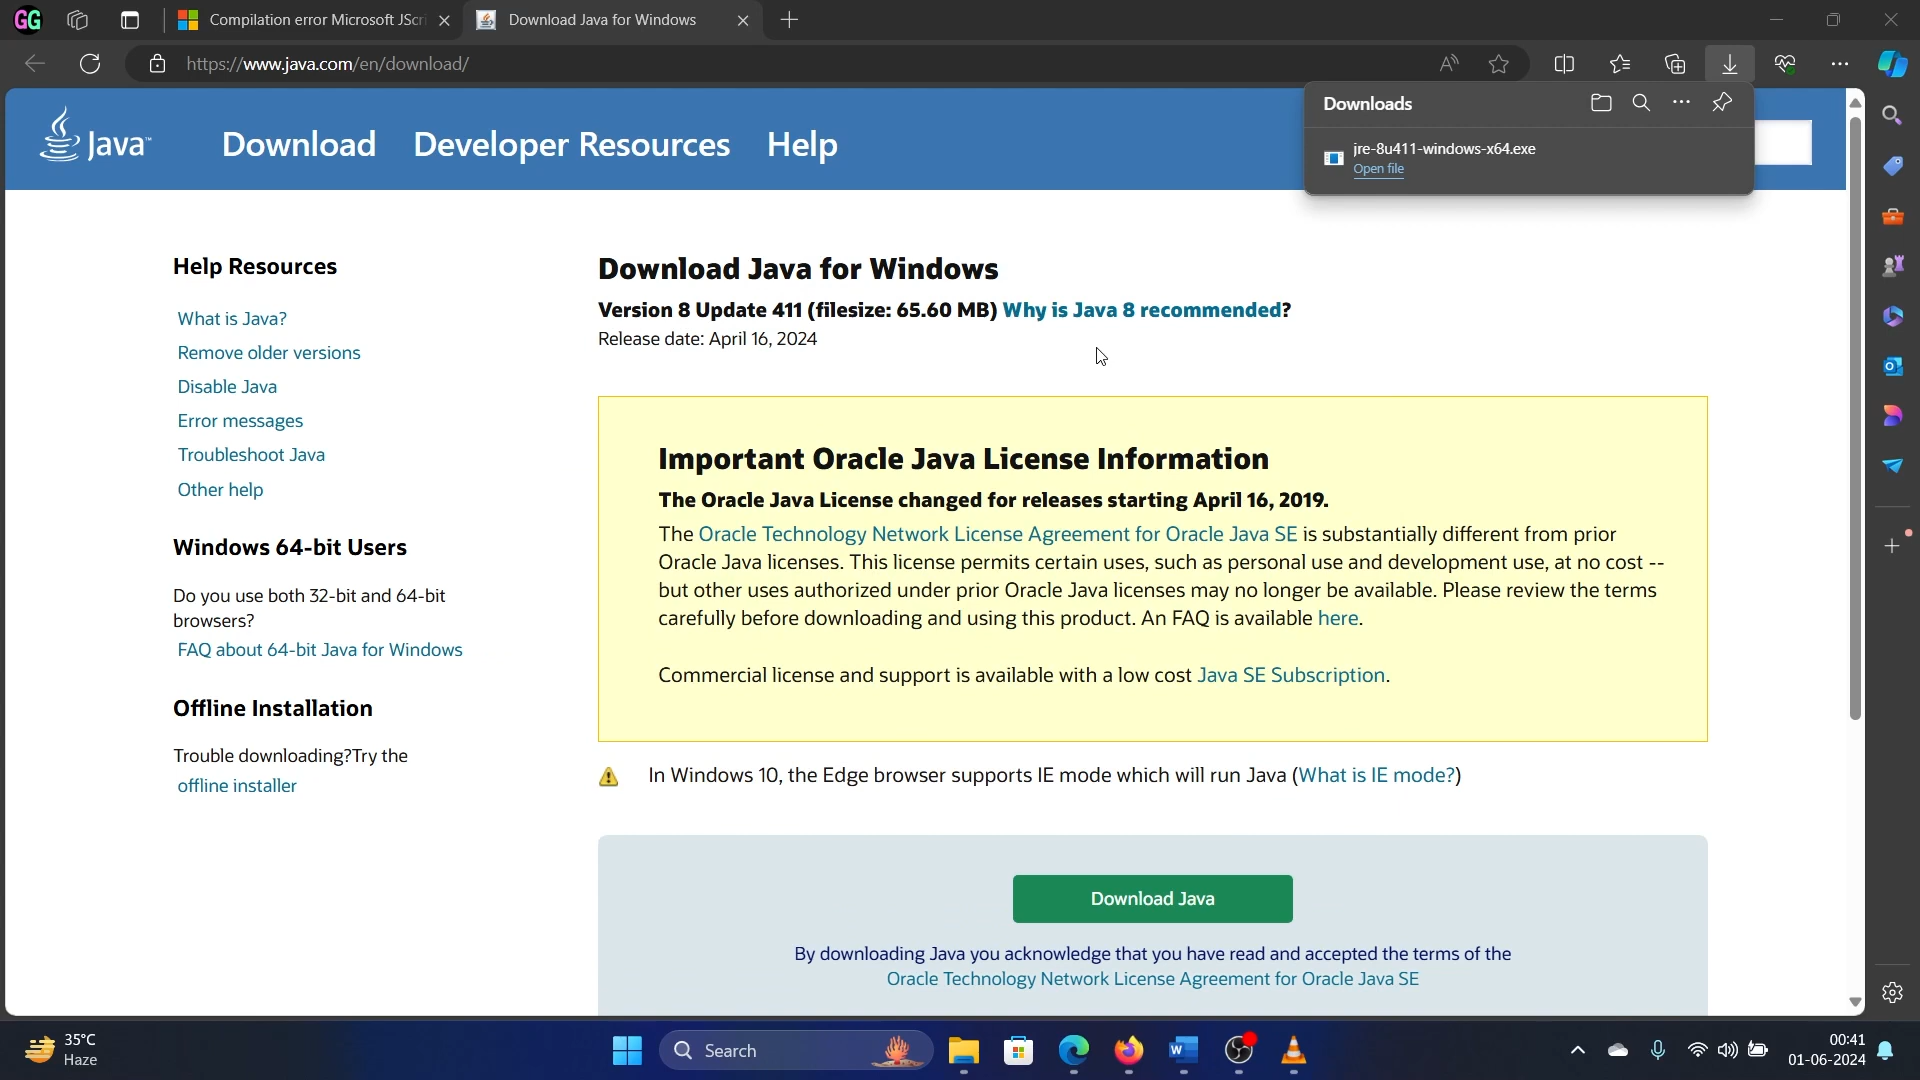 GG
Compilation error Microsoft JScri
Download Java for Windows
https://www.java.com/en/download/
Java™
Download
Developer Resources
Help
Downloads
jre-8u411-windows-x64.exe
Open file
Help Resources
What is Java?
Remove older versions
Disable Java
Error messages
Troubleshoot Java
Other help
Windows 64-bit Users
Do you use both 32-bit and 64-bit
browsers?
FAQ about 64-bit Java for Windows
Offline Installation
Trouble downloading?Try the
offline installer
Download Java for Windows
Version 8 Update 411 (filesize: 65.60 MB) Why is Java 8 recommended?
Release date: April 16, 2024
Important Oracle Java License Information
The Oracle Java License changed for releases starting April 16, 2019.
The Oracle Technology Network License Agreement for Oracle Java SE is substantially different from prior
Oracle Java licenses. This license permits certain uses, such as personal use and development use, at no cost --
but other uses authorized under prior Oracle Java licenses may no longer be available. Please review the terms
carefully before downloading and using this product. An FAQ is available here.
Commercial license and support is available with a low cost Java SE Subscription.
In Windows 10, the Edge browser supports IE mode which will run Java (What is IE mode?)
Download Java
By downloading Java you acknowledge that you have read and accepted the terms of the
Oracle Technology Network License Agreement for Oracle Java SE
35°C
Haze
Search
00:41
01-06-2024